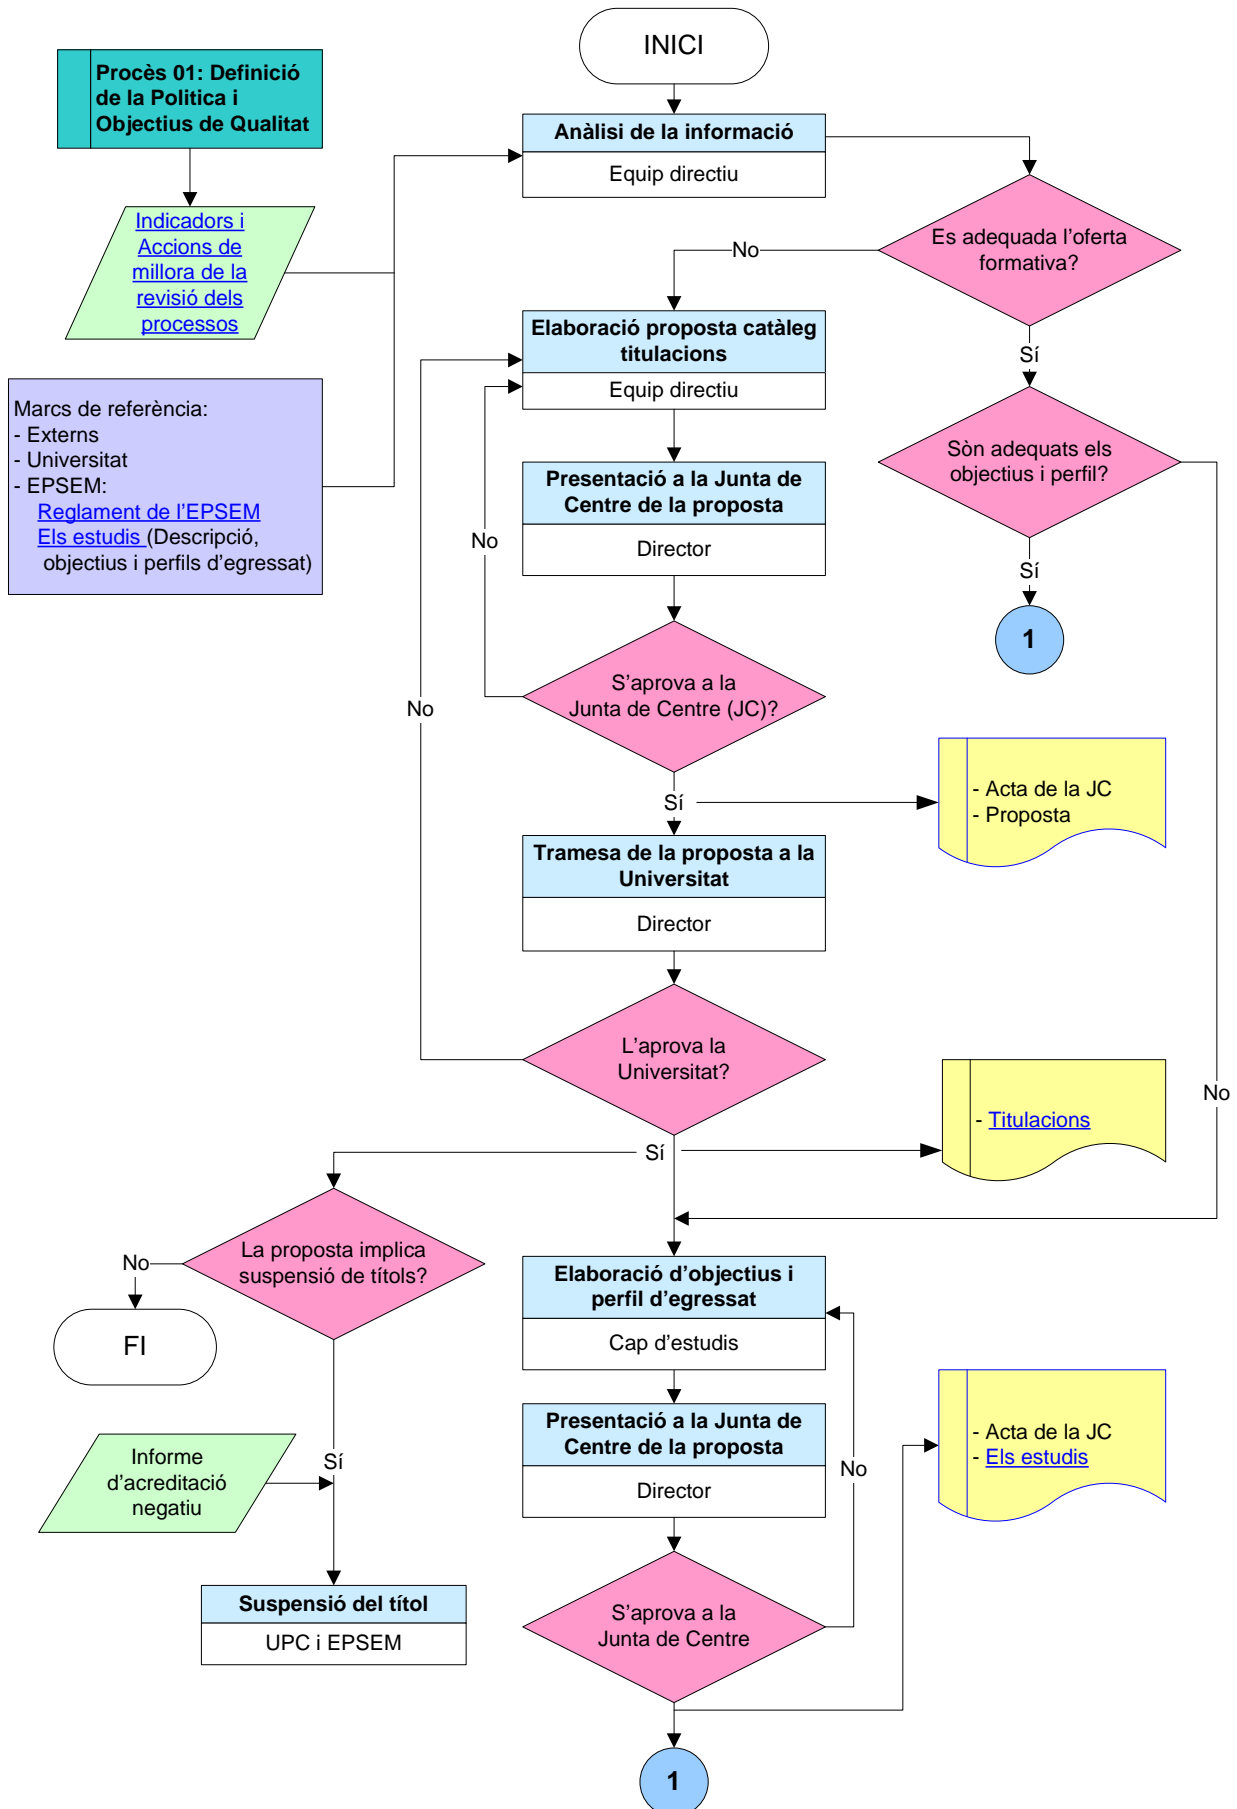 INICI
Procès 01: Definició
de la Politica i
Objectius de Qualitat
Anàlisi de la informació
Equip directiu
Indicadors i
Accions de
millora de la
revisió dels
processos
Es adequada l’oferta
formativa?
No
Sí
Elaboració proposta catàleg
titulacions
Equip directiu
Marcs de referència:
- Externs
- Universitat
- EPSEM:
Reglament de l’EPSEM
Els estudis (Descripció,
objectius i perfils d’egressat)
Sòn adequats els
objectius i perfil?
Sí
1
Presentació a la Junta de
Centre de la proposta
Director
No
S’aprova a la
Junta de Centre (JC)?
No
Sí
- Acta de la JC
- Proposta
Tramesa de la proposta a la
Universitat
Director
L’aprova la
Universitat?
No
- Titulacions
Sí
La proposta implica
suspensió de títols?
No
FI
Elaboració d’objectius i
perfil d’egressat
Cap d’estudis
Presentació a la Junta de
Centre de la proposta
Director
No
- Acta de la JC
- Els estudis
Informe
d’acreditació
negatiu
Sí
Suspensió del títol
UPC i EPSEM
S’aprova a la
Junta de Centre
1